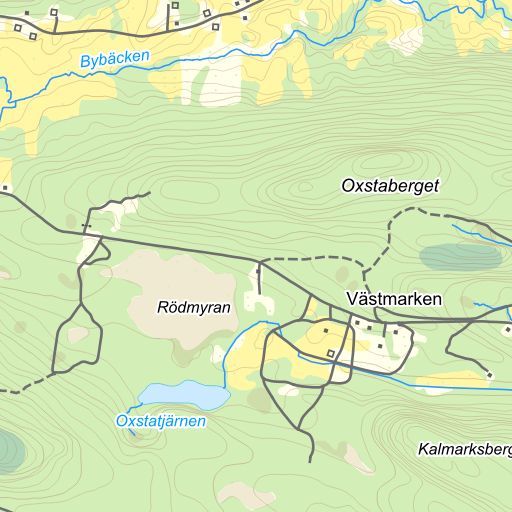 Bybäcken
Oxstaberget
Västmarken
Rödmyran
Oxstatjärnen
Kalmarksberg